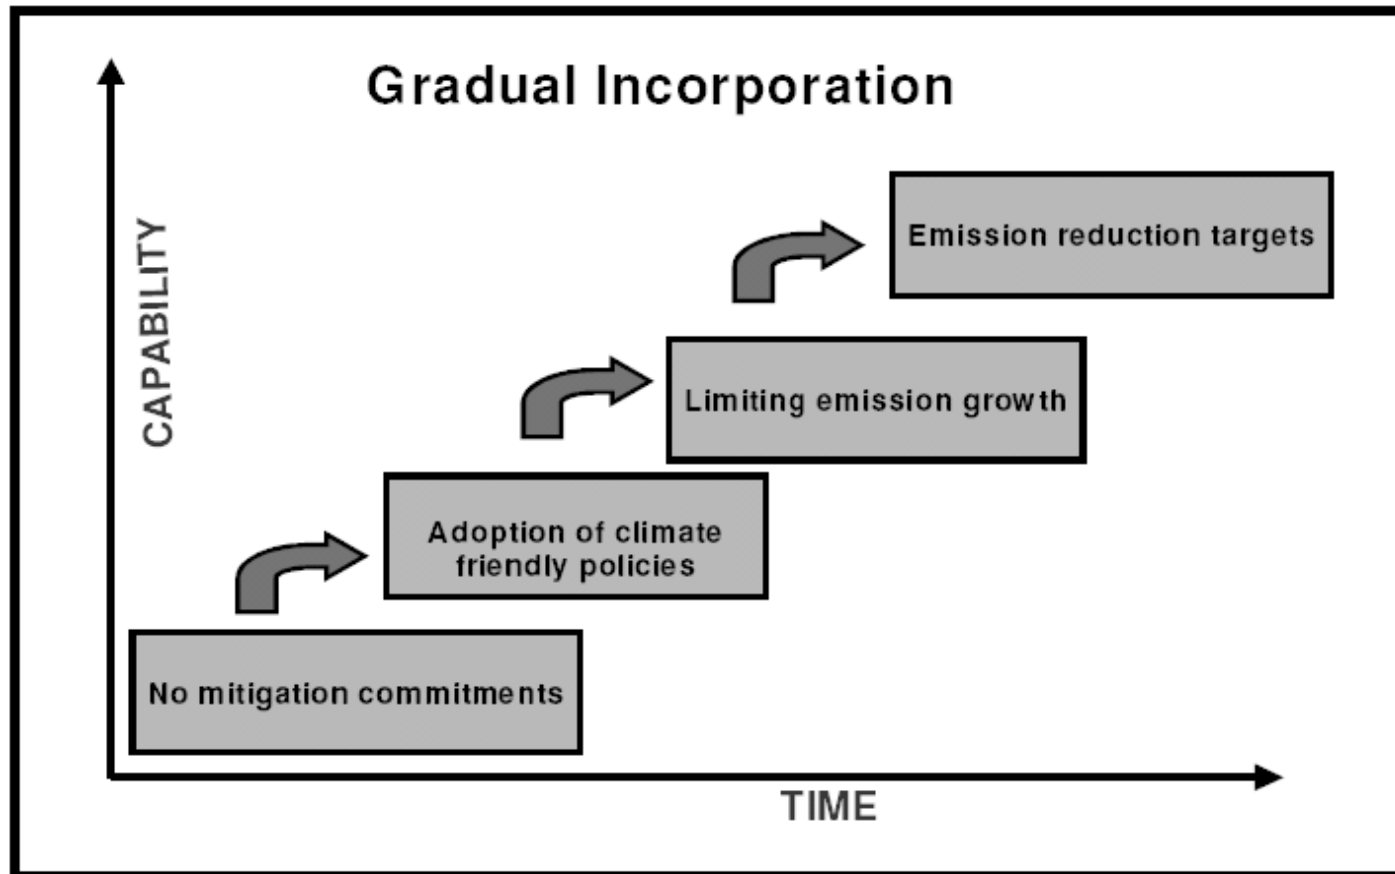 Gradual Incorporation
Emission reduction targets
CAPABILITY
Limiting emission growth
Adoption of climate
friendly policies
No mitigation commitments
TIME